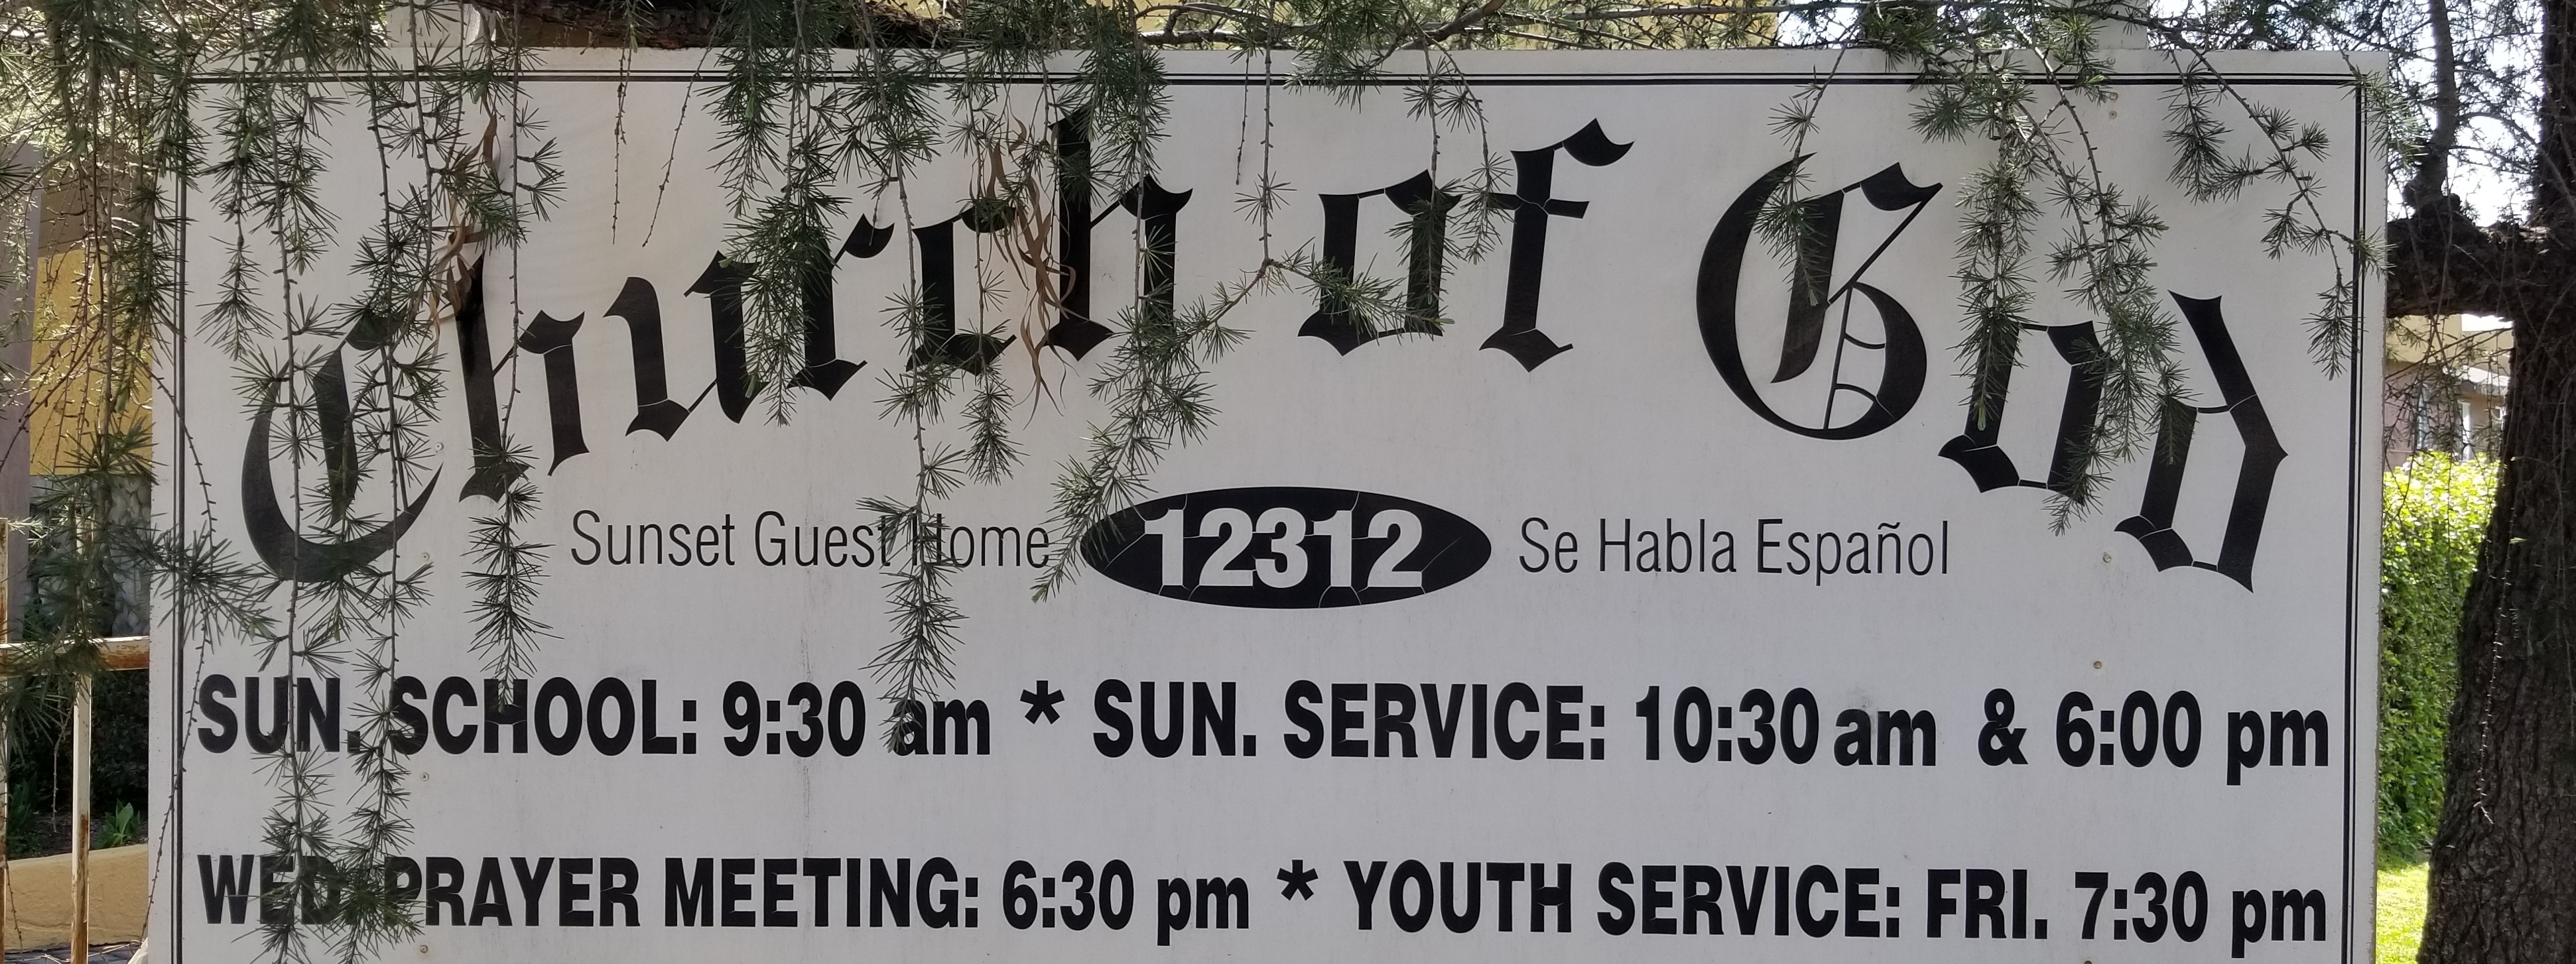 Church of God
Sunset Guest Home 12312 Se Habla Español
SUN. SCHOOL: 9:30 am * SUN. SERVICE: 10:30 am & 6:00 pm
WED. PRAYER MEETING: 6:30 pm * YOUTH SERVICE: FRI. 7:30 pm